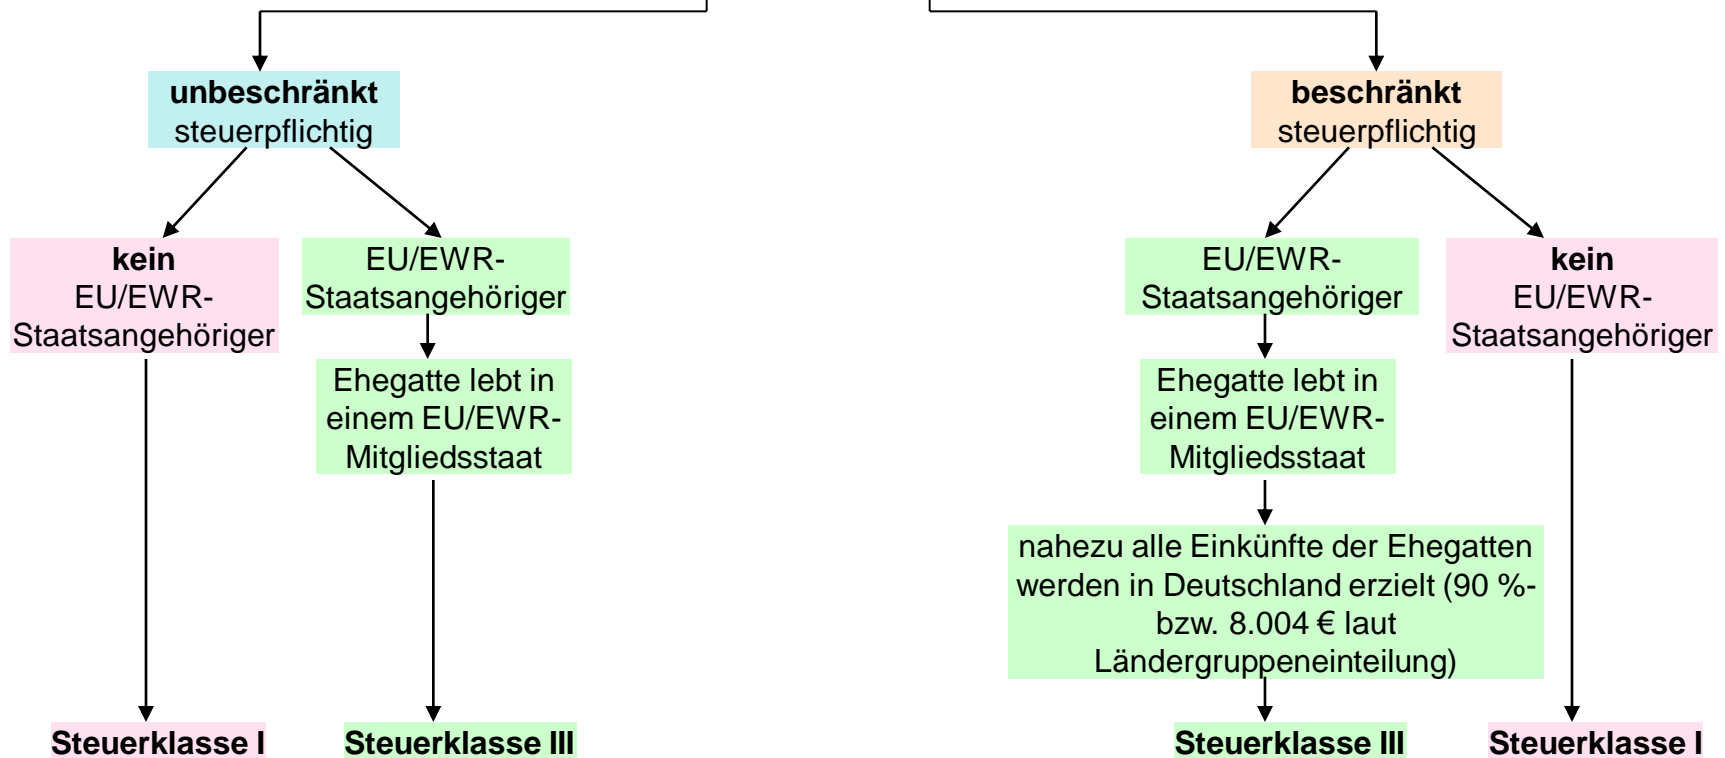 unbeschränkt
steuerpflichtig
beschränkt
steuerpflichtig
kein
EU/EWR-
Staatsangehöriger
EU/EWR-
Staatsangehöriger
EU/EWR-
Staatsangehöriger
kein
EU/EWR-
Staatsangehöriger
Ehegatte lebt in
einem EU/EWR-
Mitgliedsstaat
Ehegatte lebt in
einem EU/EWR-
Mitgliedsstaat
nahezu alle Einkünfte der Ehegatten
werden in Deutschland erzielt (90 %-
bzw. 8.004 € laut
Ländergruppeneinteilung)
Steuerklasse I
Steuerklasse III
Steuerklasse III
Steuerklasse I